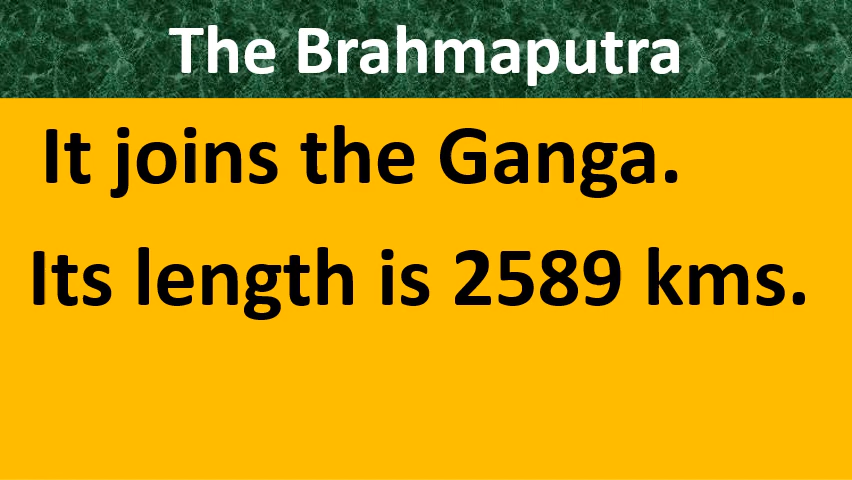 The Brahmaputra
It joins the Ganga.
Its length is 2589 kms.